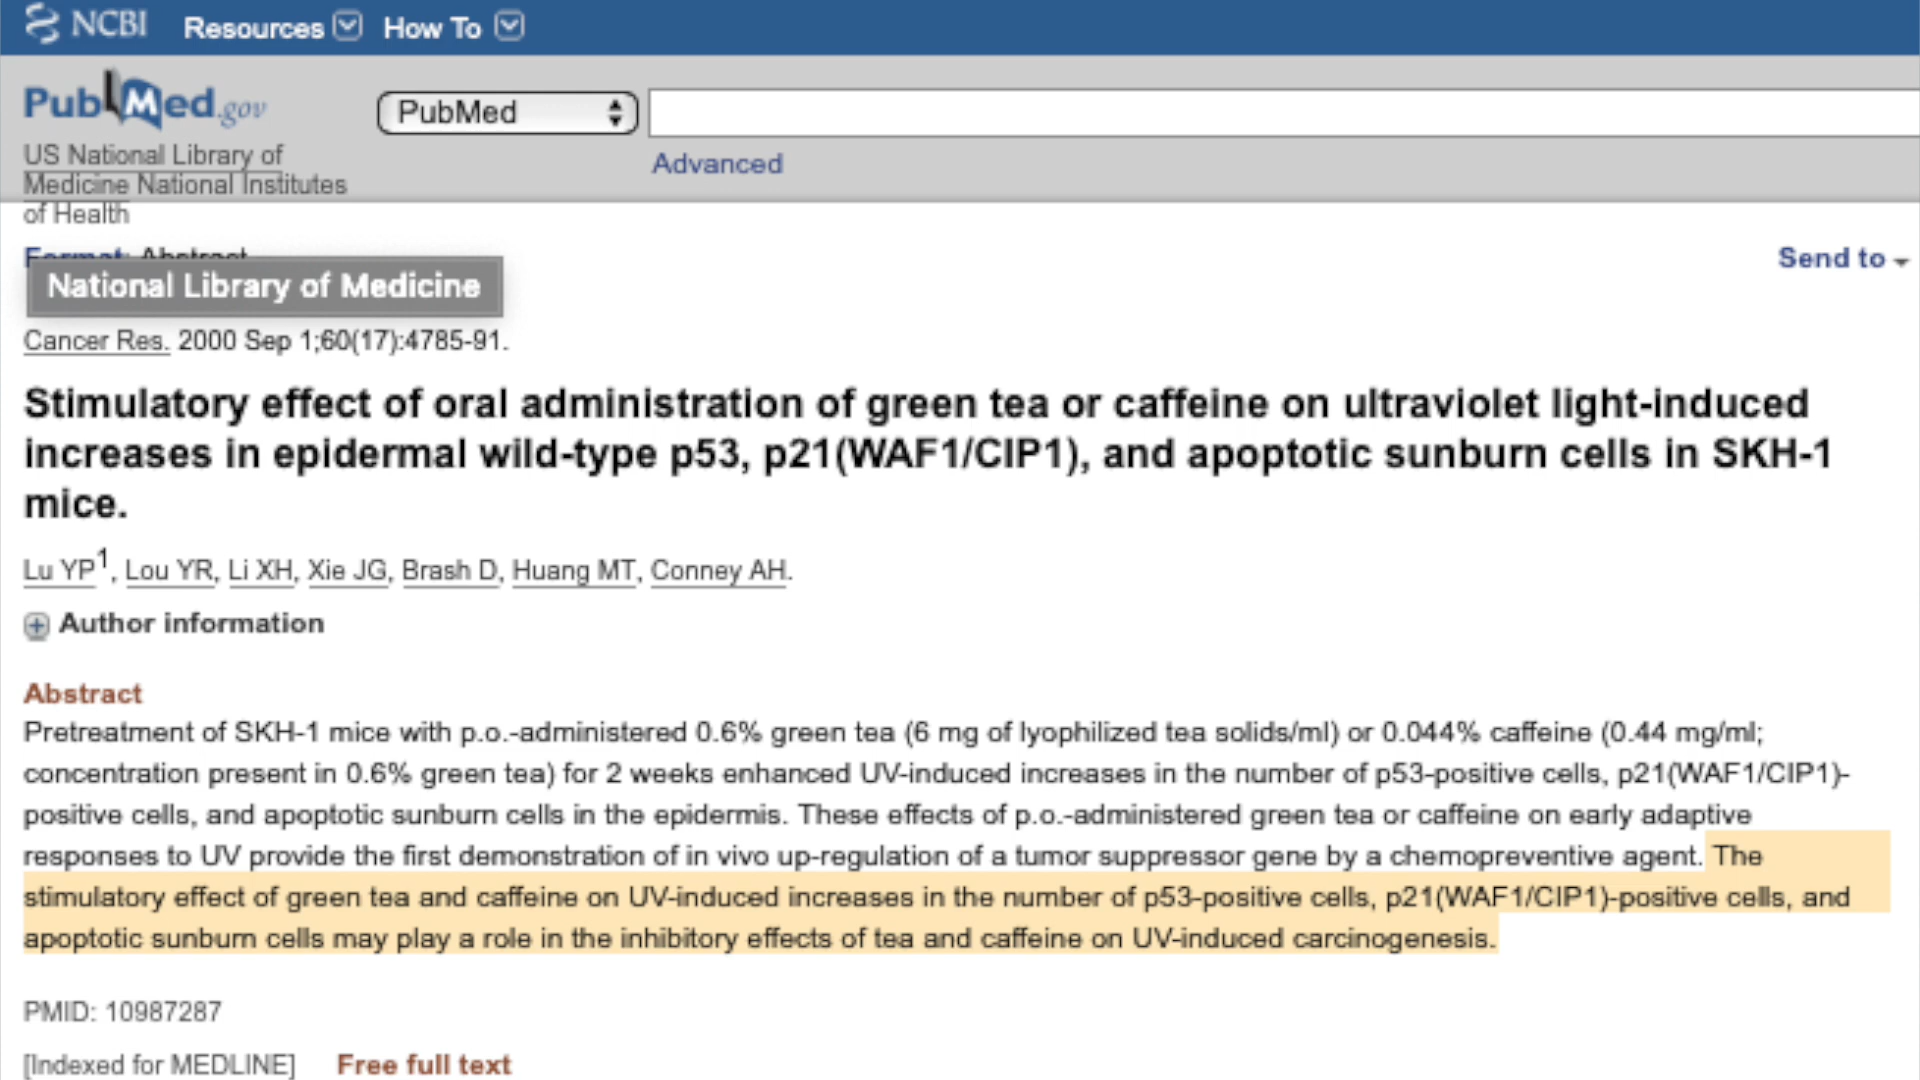 NCBI Resources How To
PubMed.gov
US National Library of
Medicine National Institutes
of Health
PubMed
Advanced
Format: Abstract
Send to
National Library of Medicine
Cancer Res. 2000 Sep 1;60(17):4785-91.
Stimulatory effect of oral administration of green tea or caffeine on ultraviolet light-induced
increases in epidermal wild-type p53, p21(WAF1/CIP1), and apoptotic sunburn cells in SKH-1
mice.
Lu YP1, Lou YR, Li XH, Xie JG, Brash D, Huang MT, Conney AH.
Author information
Abstract
Pretreatment of SKH-1 mice with p.o.-administered 0.6% green tea (6 mg of lyophilized tea solids/ml) or 0.044% caffeine (0.44 mg/ml;
concentration present in 0.6% green tea) for 2 weeks enhanced UV-induced increases in the number of p53-positive cells, p21(WAF1/CIP1)-
positive cells, and apoptotic sunburn cells in the epidermis. These effects of p.o.-administered green tea or caffeine on early adaptive
responses to UV provide the first demonstration of in vivo up-regulation of a tumor suppressor gene by a chemopreventive agent. The
stimulatory effect of green tea and caffeine on UV-induced increases in the number of p53-positive cells, p21(WAF1/CIP1)-positive cells, and
apoptotic sunburn cells may play a role in the inhibitory effects of tea and caffeine on UV-induced carcinogenesis.
PMID: 10987287
[Indexed for MEDLINE] Free full text